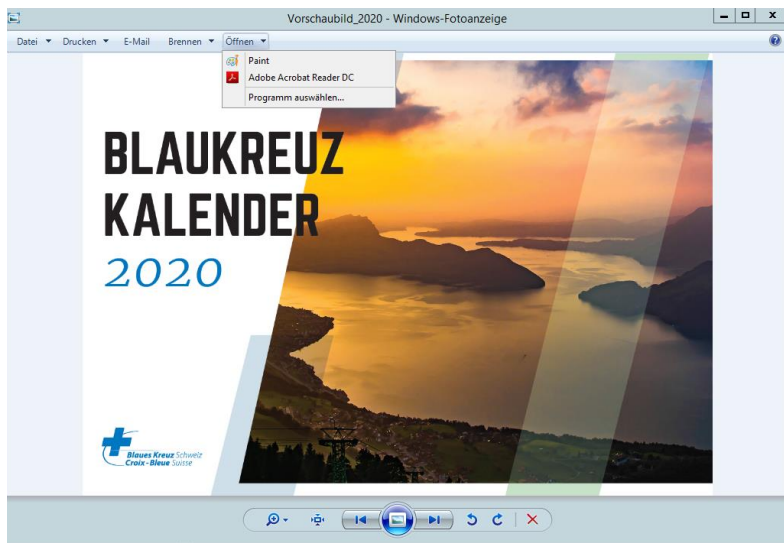 Vorschaubild_2020 - Windows-Fotoanzeige
Datei Drucken E-Mail Brennen Öffnen
Paint
Adobe Acrobat Reader DC
Programm auswählen...
BLAUKREUZ
KALENDER
2020
Blaues Kreuz Schweiz
Croix-Bleue Suisse